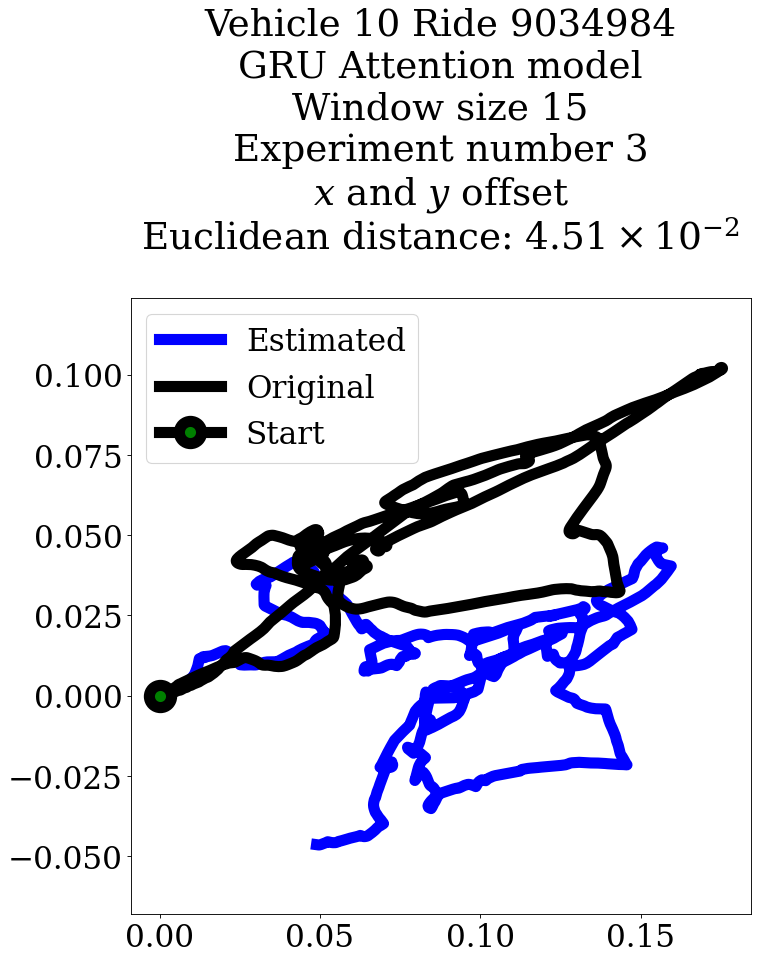 Vehicle 10 Ride 9034984
GRU Attention model
Window size 15
Experiment number 3
x and y offset
Euclidean distance: 4.51 × 10⁻²
Estimated
Original
Start
0.100
0.075
0.050
0.025
0.000
−0.025
−0.050
0.00 0.05 0.10 0.15